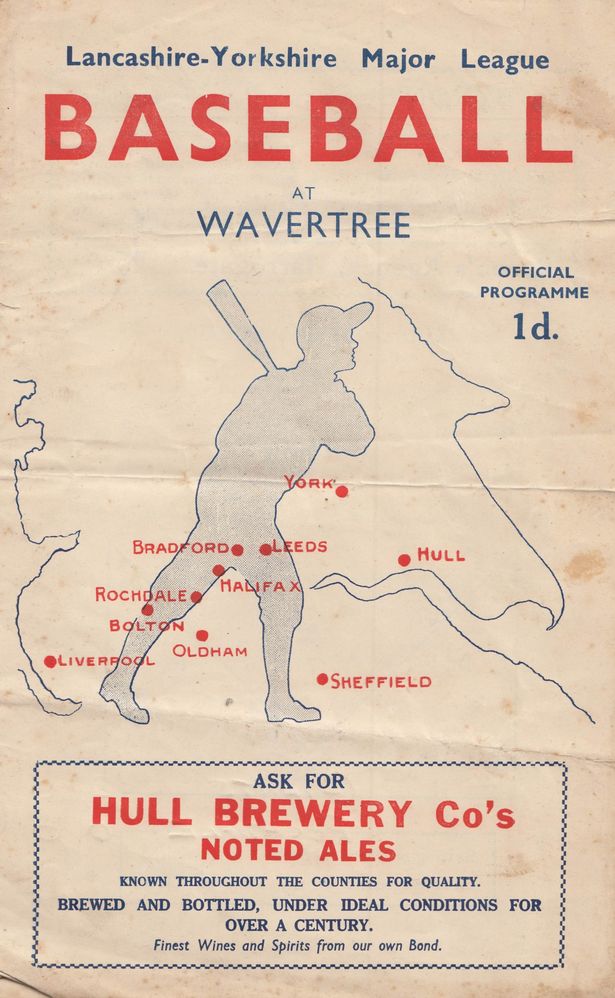 Lancashire-Yorkshire Major League
BASEBALL
AT
WAVERTREE
OFFICIAL
PROGRAMME
1d.
YORK
BRADFORD
LEEDS
HULL
HALIFAX
ROCHDALE
BOLTON
OLDHAM
LIVERPOOL
SHEFFIELD
ASK FOR
HULL BREWERY Co's
NOTED ALES
KNOWN THROUGHOUT THE COUNTIES FOR QUALITY.
BREWED AND BOTTLED, UNDER IDEAL CONDITIONS FOR
OVER A CENTURY.
Finest Wines and Spirits from our own Bond.